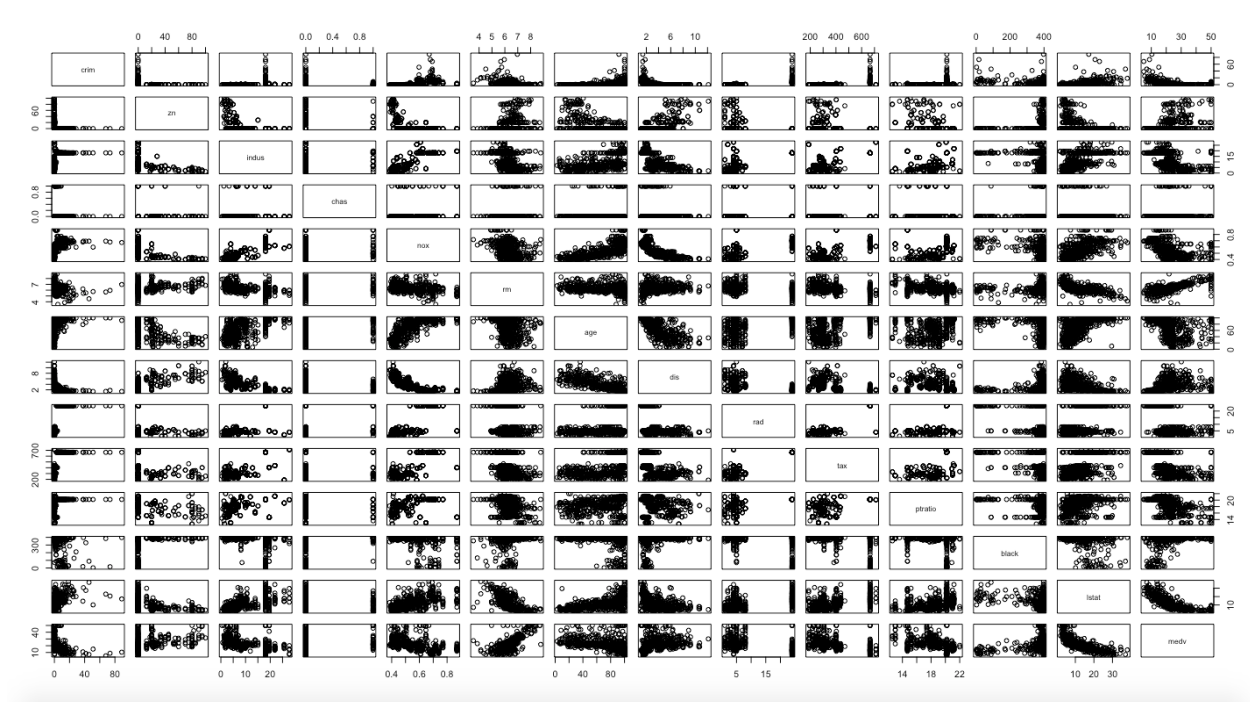 0 40 80 0.0 0.4 0.8 4 5 6 7 8 2 6 10 200 400 600 0 200 400 10 30 50
crim 0 60
0 60 zn
indus 0 15
0.0 0.8 chas
nox 0.4 0.8
4 7 rm
age 0 60
2 8 dis
rad 5 20
200 700 tax
ptratio 14 20
0 300 black
lstat 10
10 40 medv
0 40 80 0 10 20 0.4 0.6 0.8 0 40 80 5 15 14 18 22 10 20 30